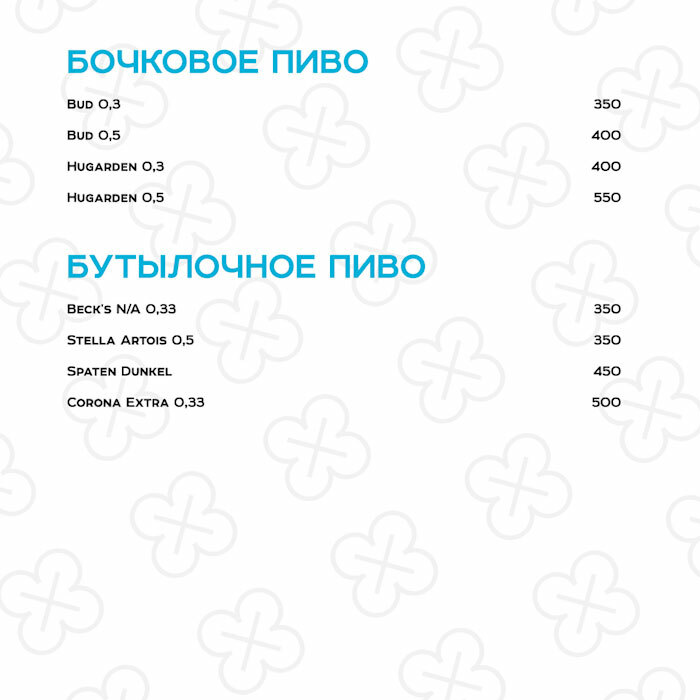 БОЧКОВОЕ ПИВО
Bud 0,3 350
Bud 0,5 400
Hugarden 0,3 400
Hugarden 0,5 550
БУТЫЛОЧНОЕ ПИВО
Beck's N/A 0,33 350
Stella Artois 0,5 350
Spaten Dunkel 450
Corona Extra 0,33 500